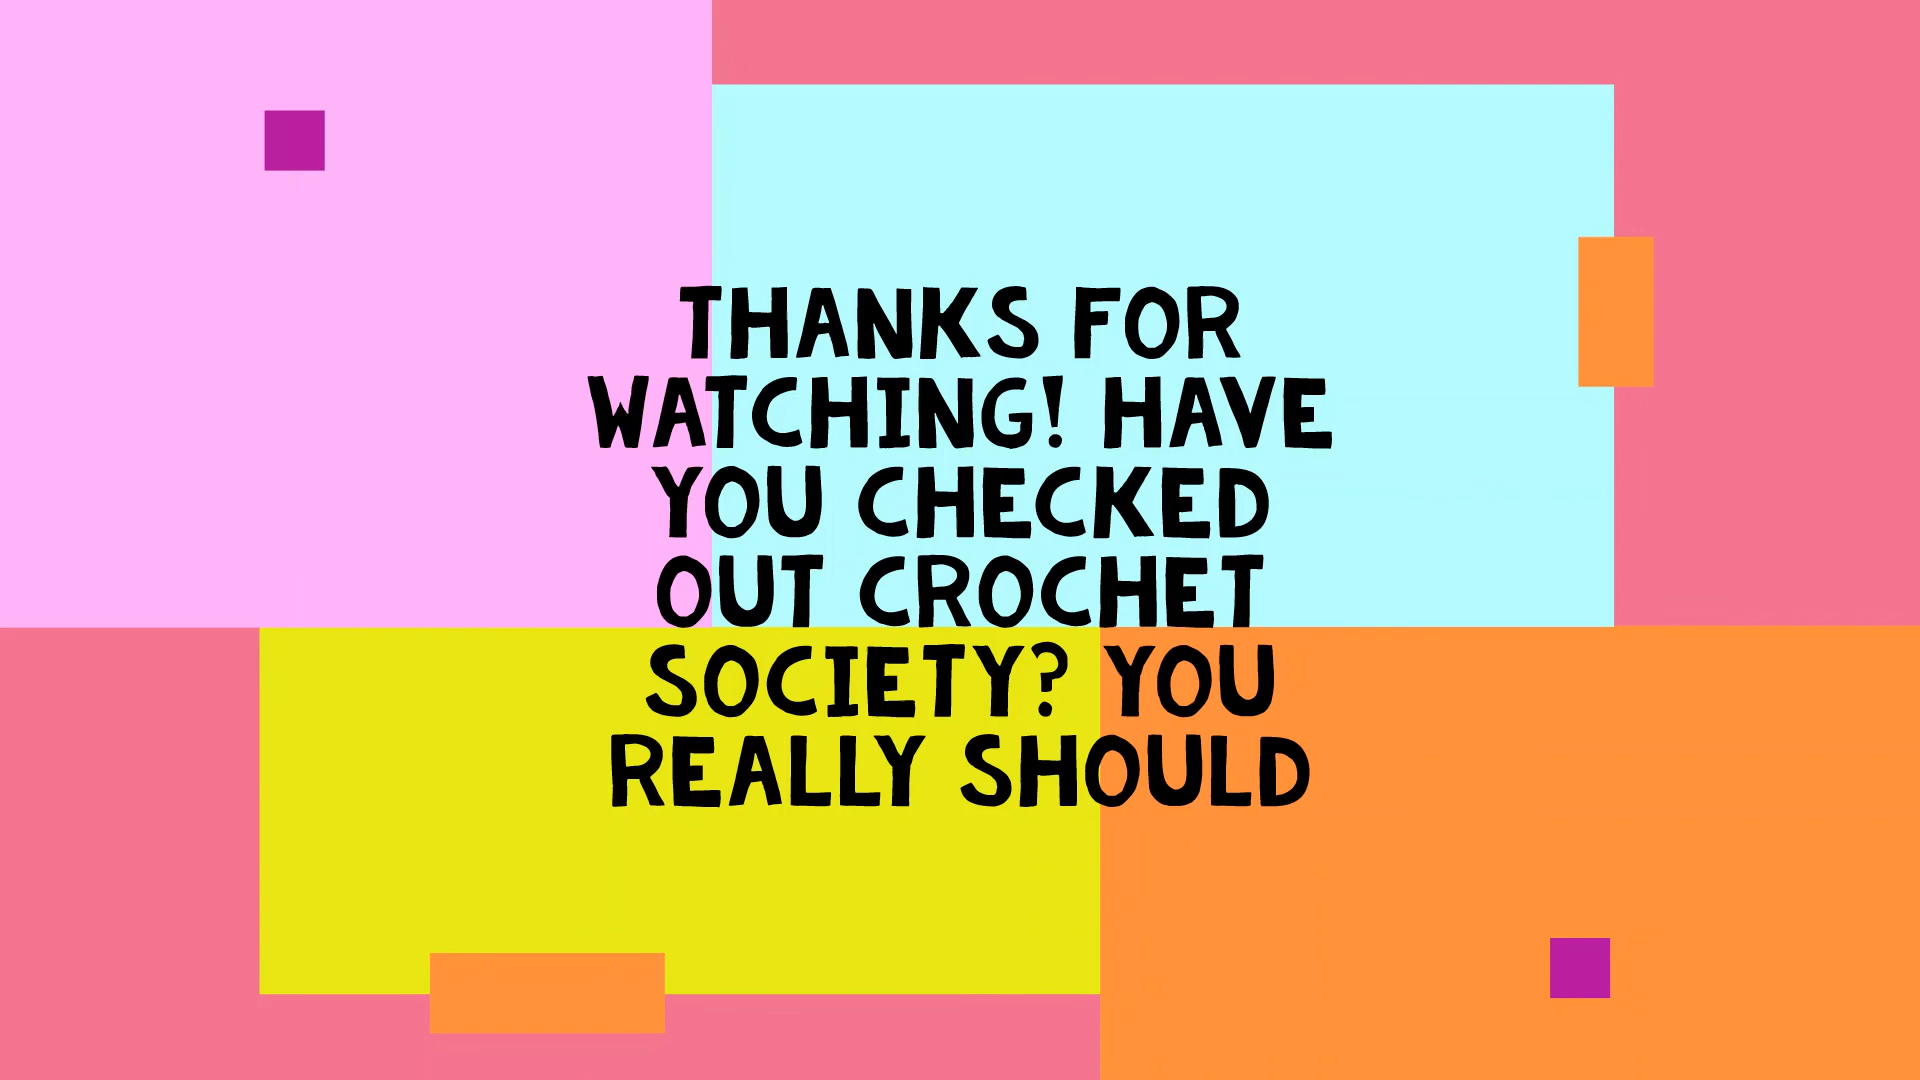 THANKS FOR
WATCHING! HAVE
YOU CHECKED
OUT CROCHET
SOCIETY? YOU
REALLY SHOULD